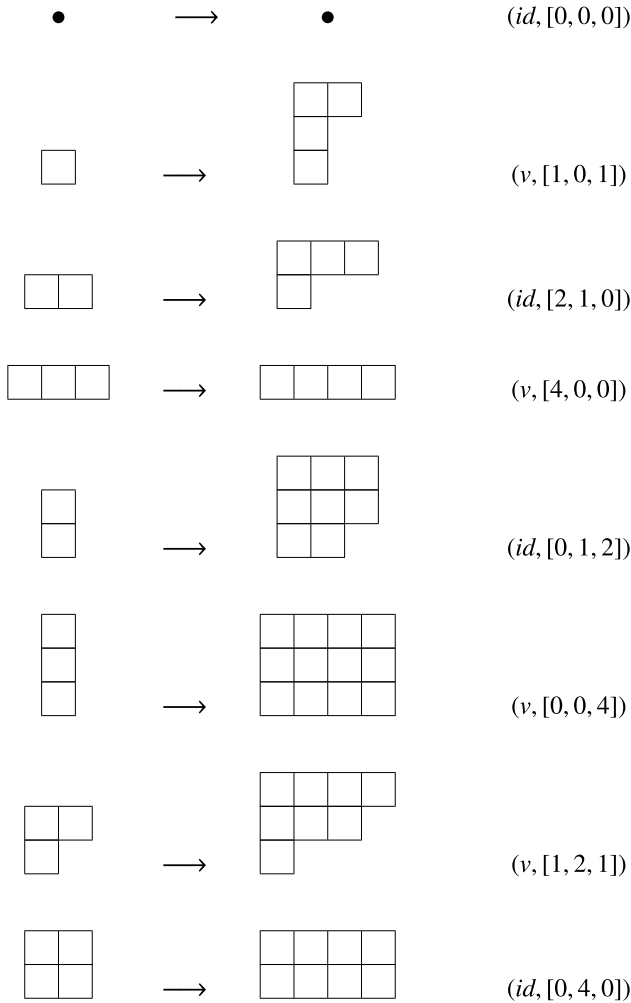 (id, [0, 0, 0])
(v, [1, 0, 1])
(id, [2, 1, 0])
(v, [4, 0, 0])
(id, [0, 1, 2])
(v, [0, 0, 4])
(v, [1, 2, 1])
(id, [0, 4, 0])